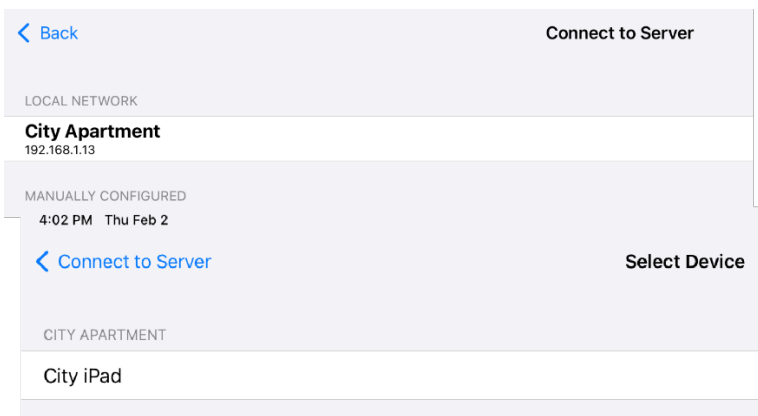 Back
Connect to Server
LOCAL NETWORK
City Apartment
192.168.1.13
MANUALLY CONFIGURED
4:02 PM Thu Feb 2
Connect to Server
Select Device
CITY APARTMENT
City iPad